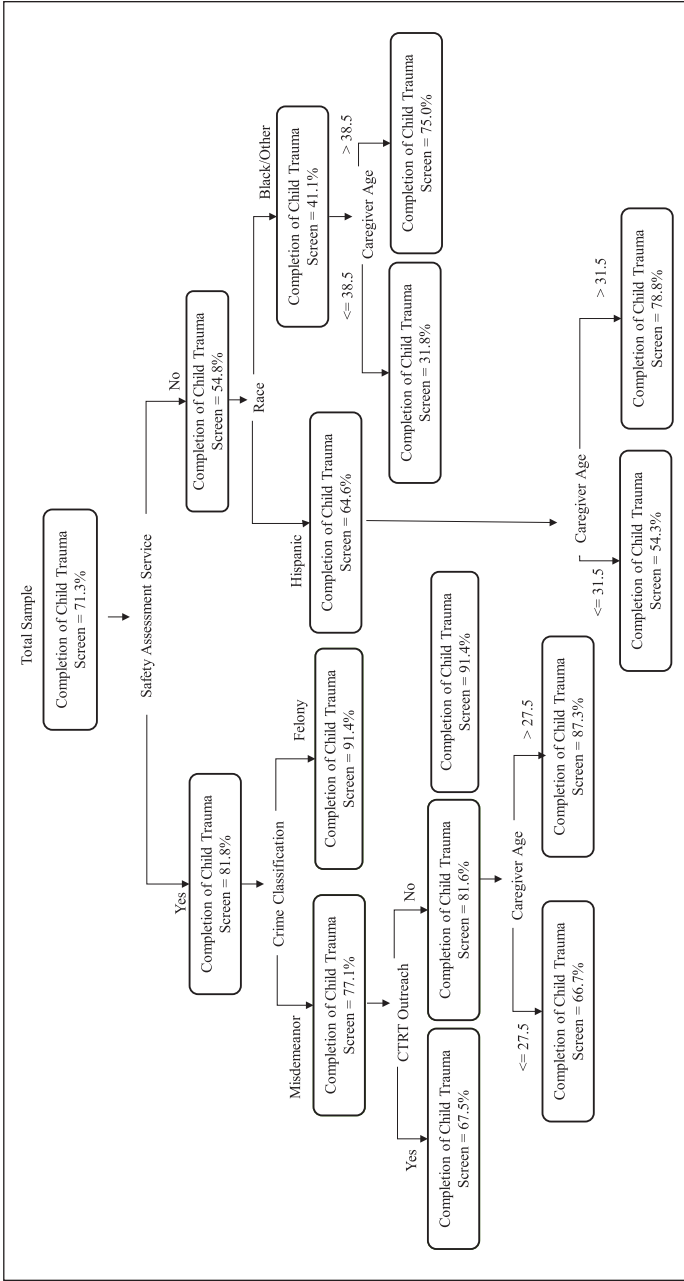 Total Sample
Completion of Child Trauma
Screen = 71.3%
Safety Assessment Service
Yes
No
Completion of Child Trauma
Screen = 81.8%
Completion of Child Trauma
Screen = 54.8%
Crime Classification
Race
Misdemeanor
Felony
Hispanic
Black/Other
Completion of Child Trauma
Screen = 77.1%
Completion of Child Trauma
Screen = 91.4%
Completion of Child Trauma
Screen = 64.6%
Completion of Child Trauma
Screen = 41.1%
CTRT Outreach
Caregiver Age
Yes
No
<= 38.5
> 38.5
Completion of Child Trauma
Screen = 67.5%
Completion of Child Trauma
Screen = 81.6%
Completion of Child Trauma
Screen = 91.4%
Completion of Child Trauma
Screen = 31.8%
Completion of Child Trauma
Screen = 75.0%
Caregiver Age
<= 27.5
> 27.5
Completion of Child Trauma
Screen = 66.7%
Completion of Child Trauma
Screen = 87.3%
Caregiver Age
<= 31.5
> 31.5
Completion of Child Trauma
Screen = 54.3%
Completion of Child Trauma
Screen = 78.8%